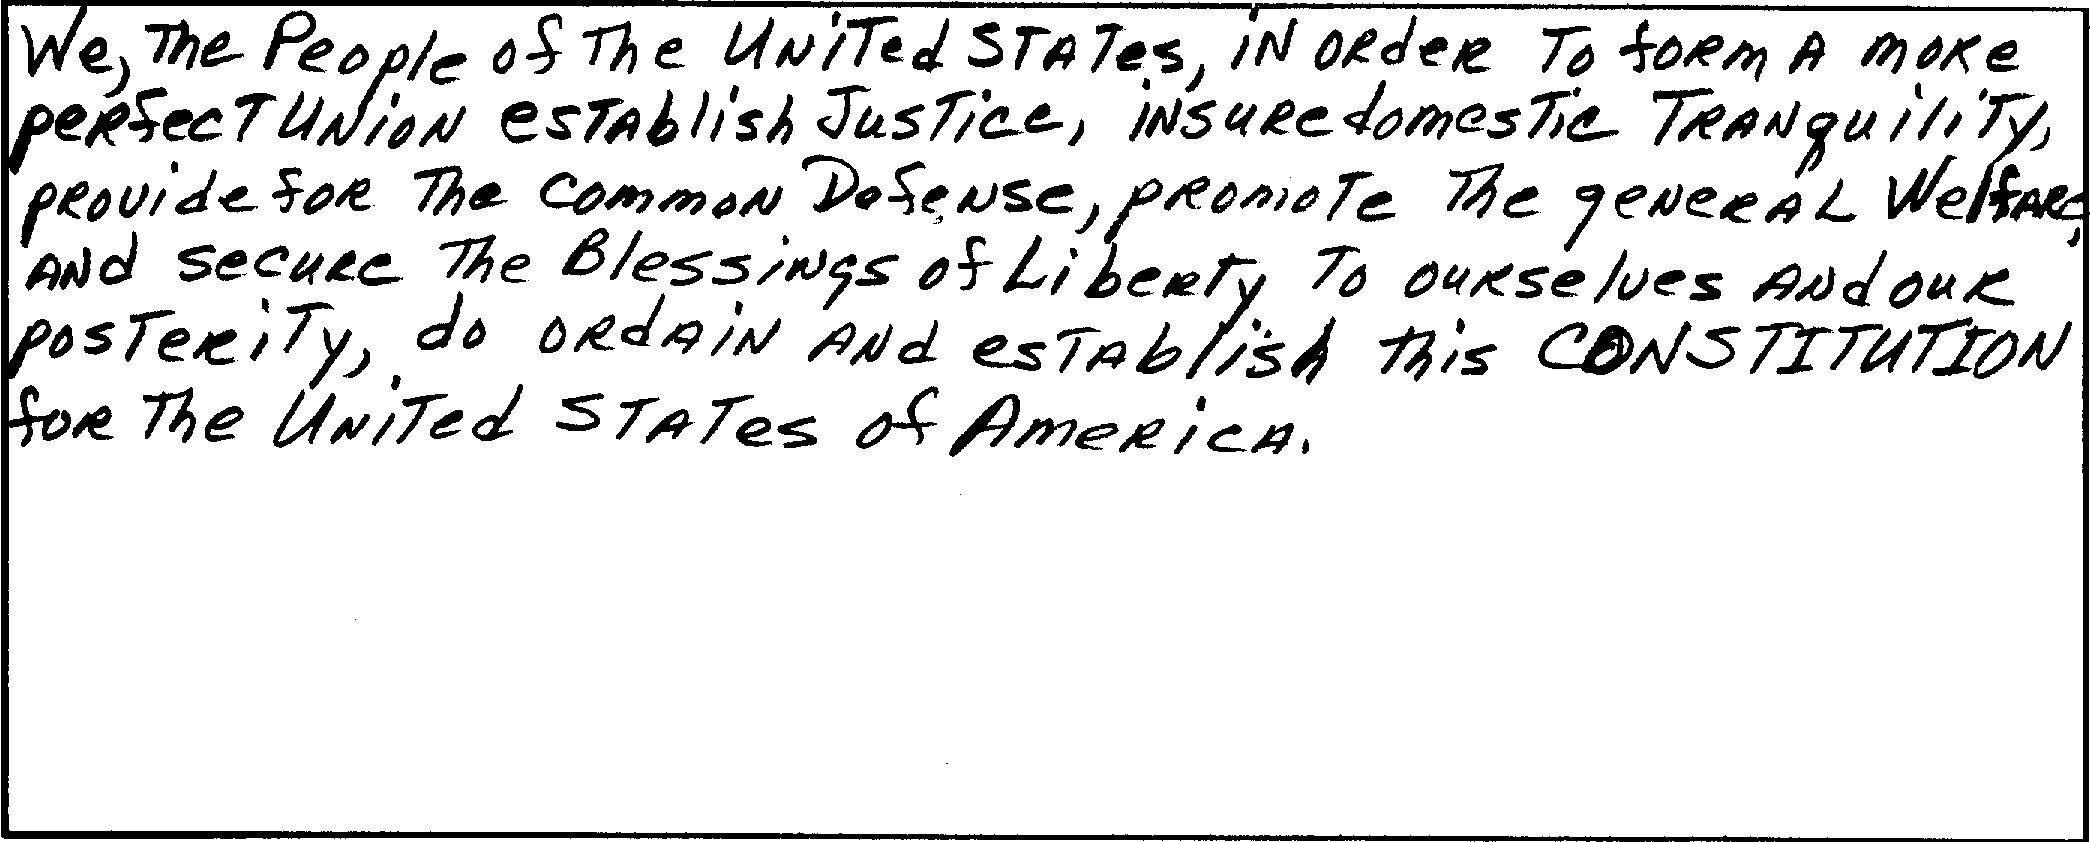 We, The People of The United States, in order To form A more
perfect Union establish Justice, insure domestic Tranquility,
provide for The common Defense, promote The general Welfare,
and secure The Blessings of Liberty To ourselves and our
posterity, do ordain and establish this CONSTITUTION
for The United States of America.